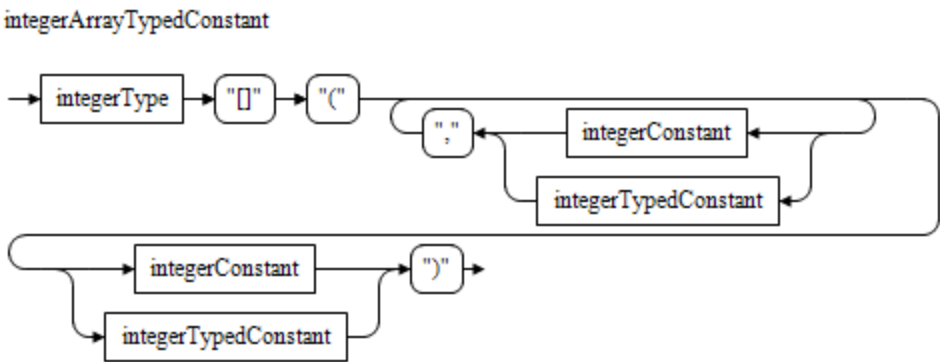 integerArrayTypedConstant
integerType "[]" "("
"," integerConstant
integerTypedConstant
integerConstant ")"
integerTypedConstant